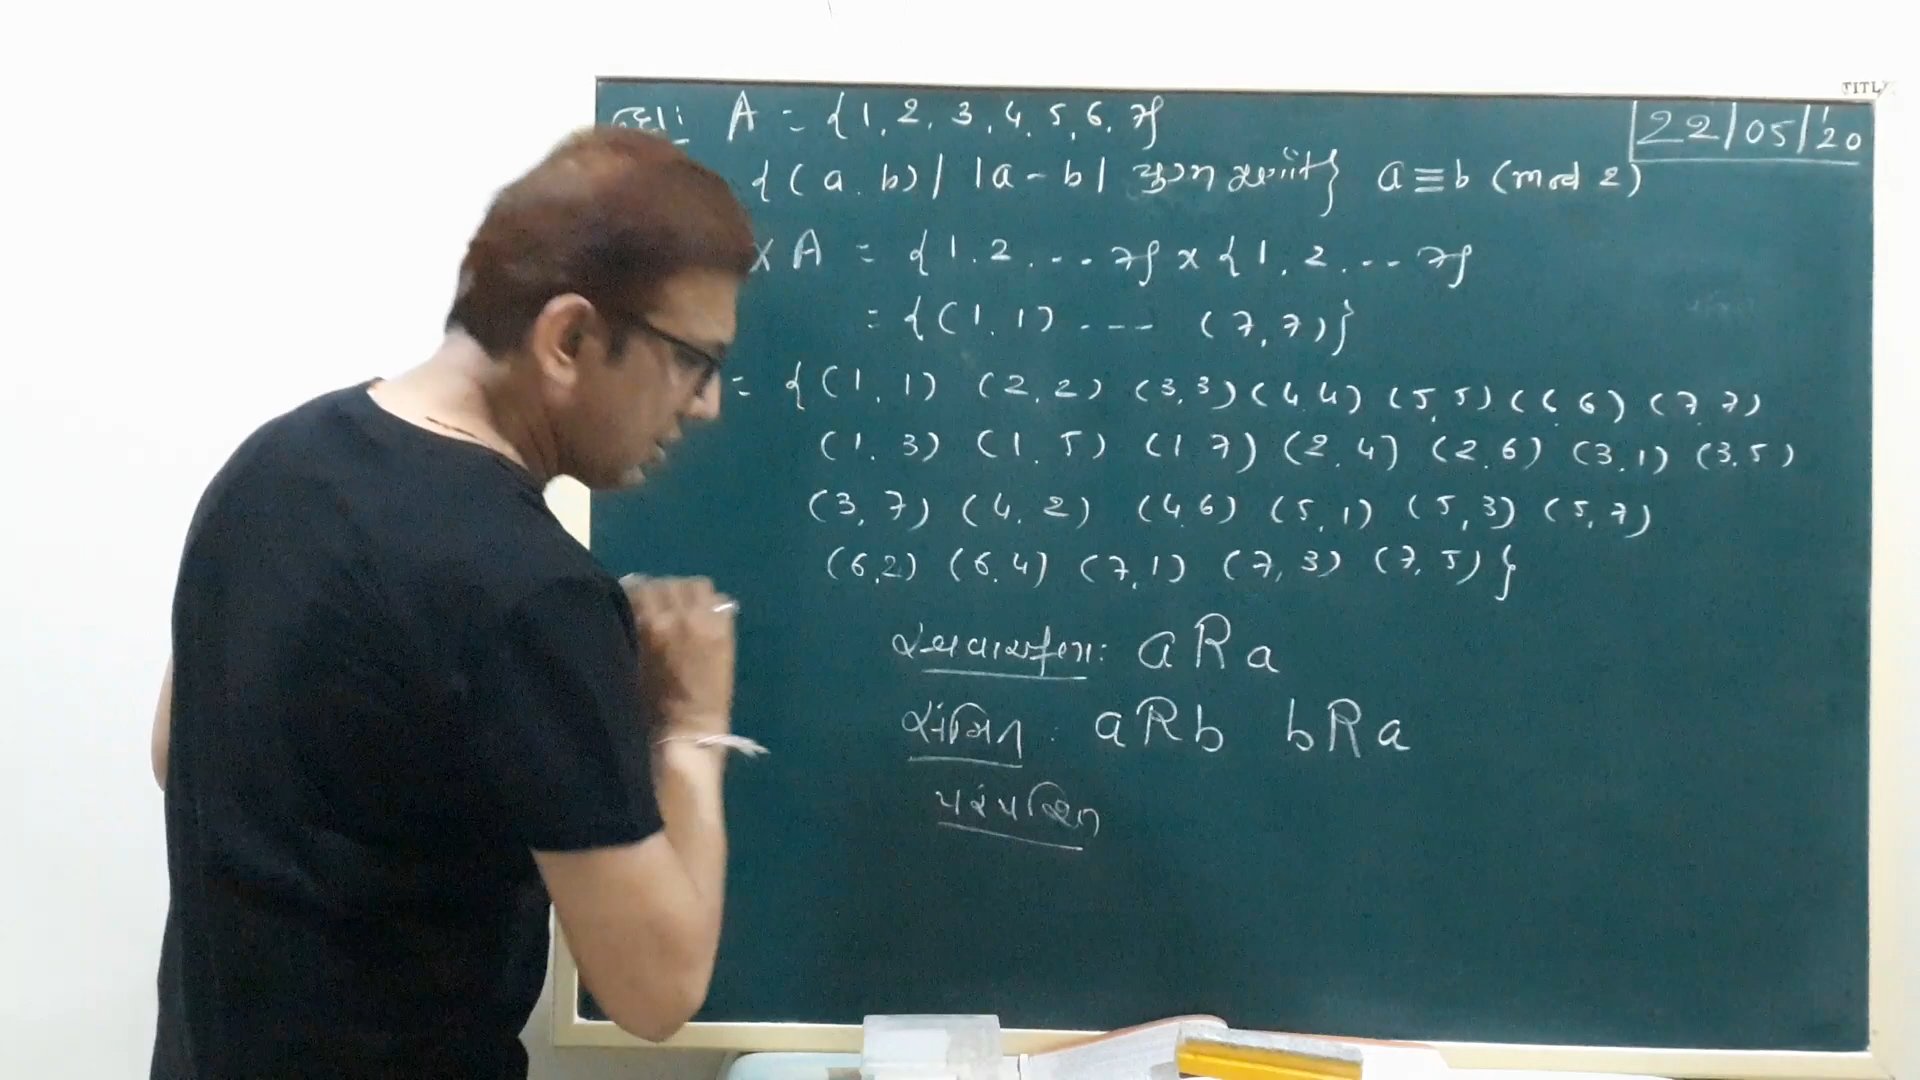 દા: A = {1, 2, 3, 4, 5, 6, 7}
22/05/'20
{(a, b) | |a - b| યુગ્મ સંખ્યા} a ≡ b (mod 2)
x A = {1, 2, ... 7} x {1, 2, ... 7}
= {(1, 1) --- (7, 7)}
= {(1, 1) (2, 2) (3, 3) (4, 4) (5, 5) (6, 6) (7, 7)
(1, 3) (1, 5) (1, 7) (2, 4) (2, 6) (3, 1) (3, 5)
(3, 7) (4, 2) (4, 6) (5, 1) (5, 3) (5, 7)
(6, 2) (6, 4) (7, 1) (7, 3) (7, 5)}
સ્વવાચકતા: a R a
સંમિત : a R b b R a
પરંપરિત